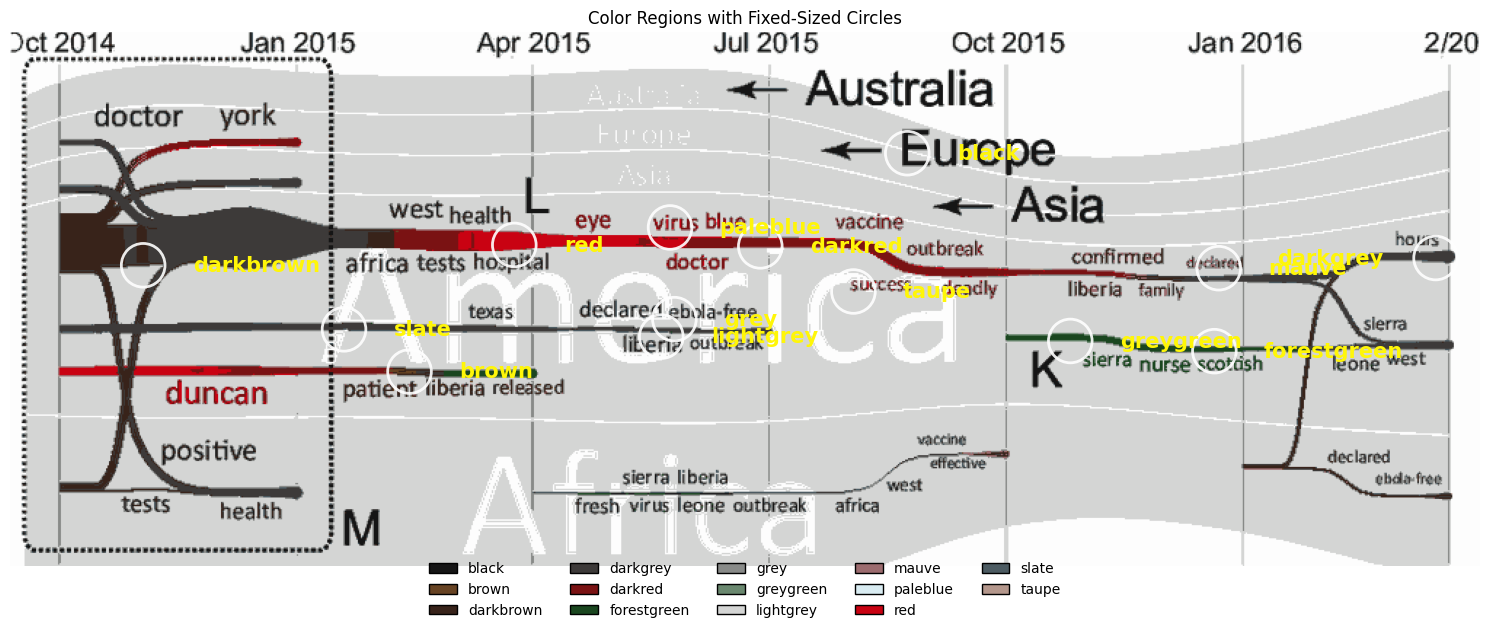 Color Regions with Fixed-Sized Circles
Oct 2014 Jan 2015 Apr 2015 Jul 2015 Oct 2015 Jan 2016 2/20
Australia
Australia
doctor york
Europe
Europe
black
Asia
L
Asia
west health eye virus blue paleblue vaccine
red darkred outbreak hours
darkbrown africa tests hospital doctor confirmed declared darkgrey
mauve
success taupe deadly liberia family
America
texas declared ebola-free
slate grey sierra
lightgrey
liberia outbreak greygreen forestgreen
K sierra nurse scottish leone west
brown
duncan patient liberia released
positive vaccine
effective declared
Africa
sierra liberia ebola-free
tests health fresh virus leone outbreak africa west
M
black darkgrey grey mauve slate
brown darkred greygreen paleblue taupe
darkbrown forestgreen lightgrey red